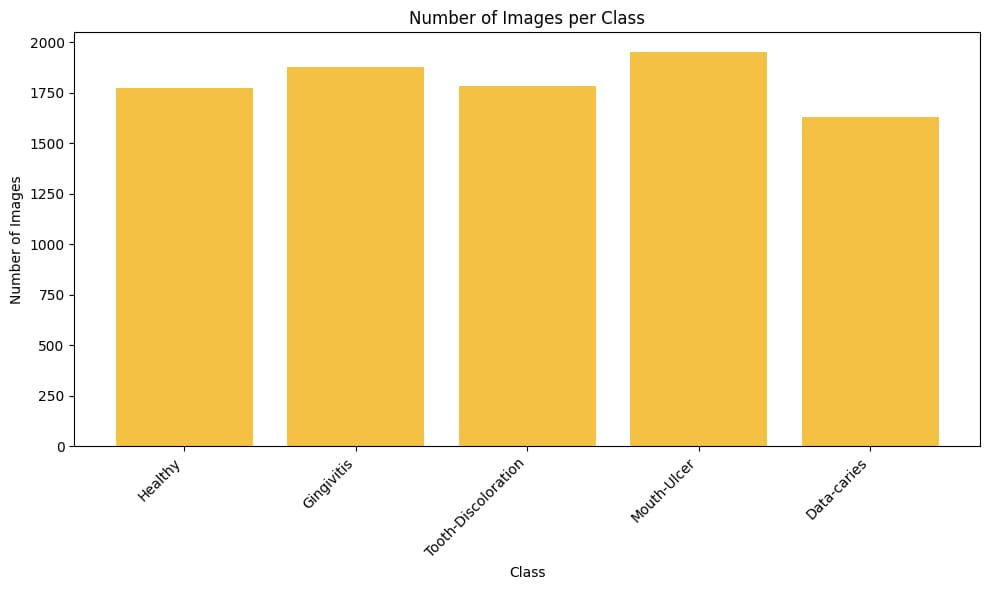 Number of Images per Class
Number of Images
2000
1750
1500
1250
1000
750
500
250
0
Healthy
Gingivitis
Tooth-Discoloration
Mouth-Ulcer
Data-caries
Class